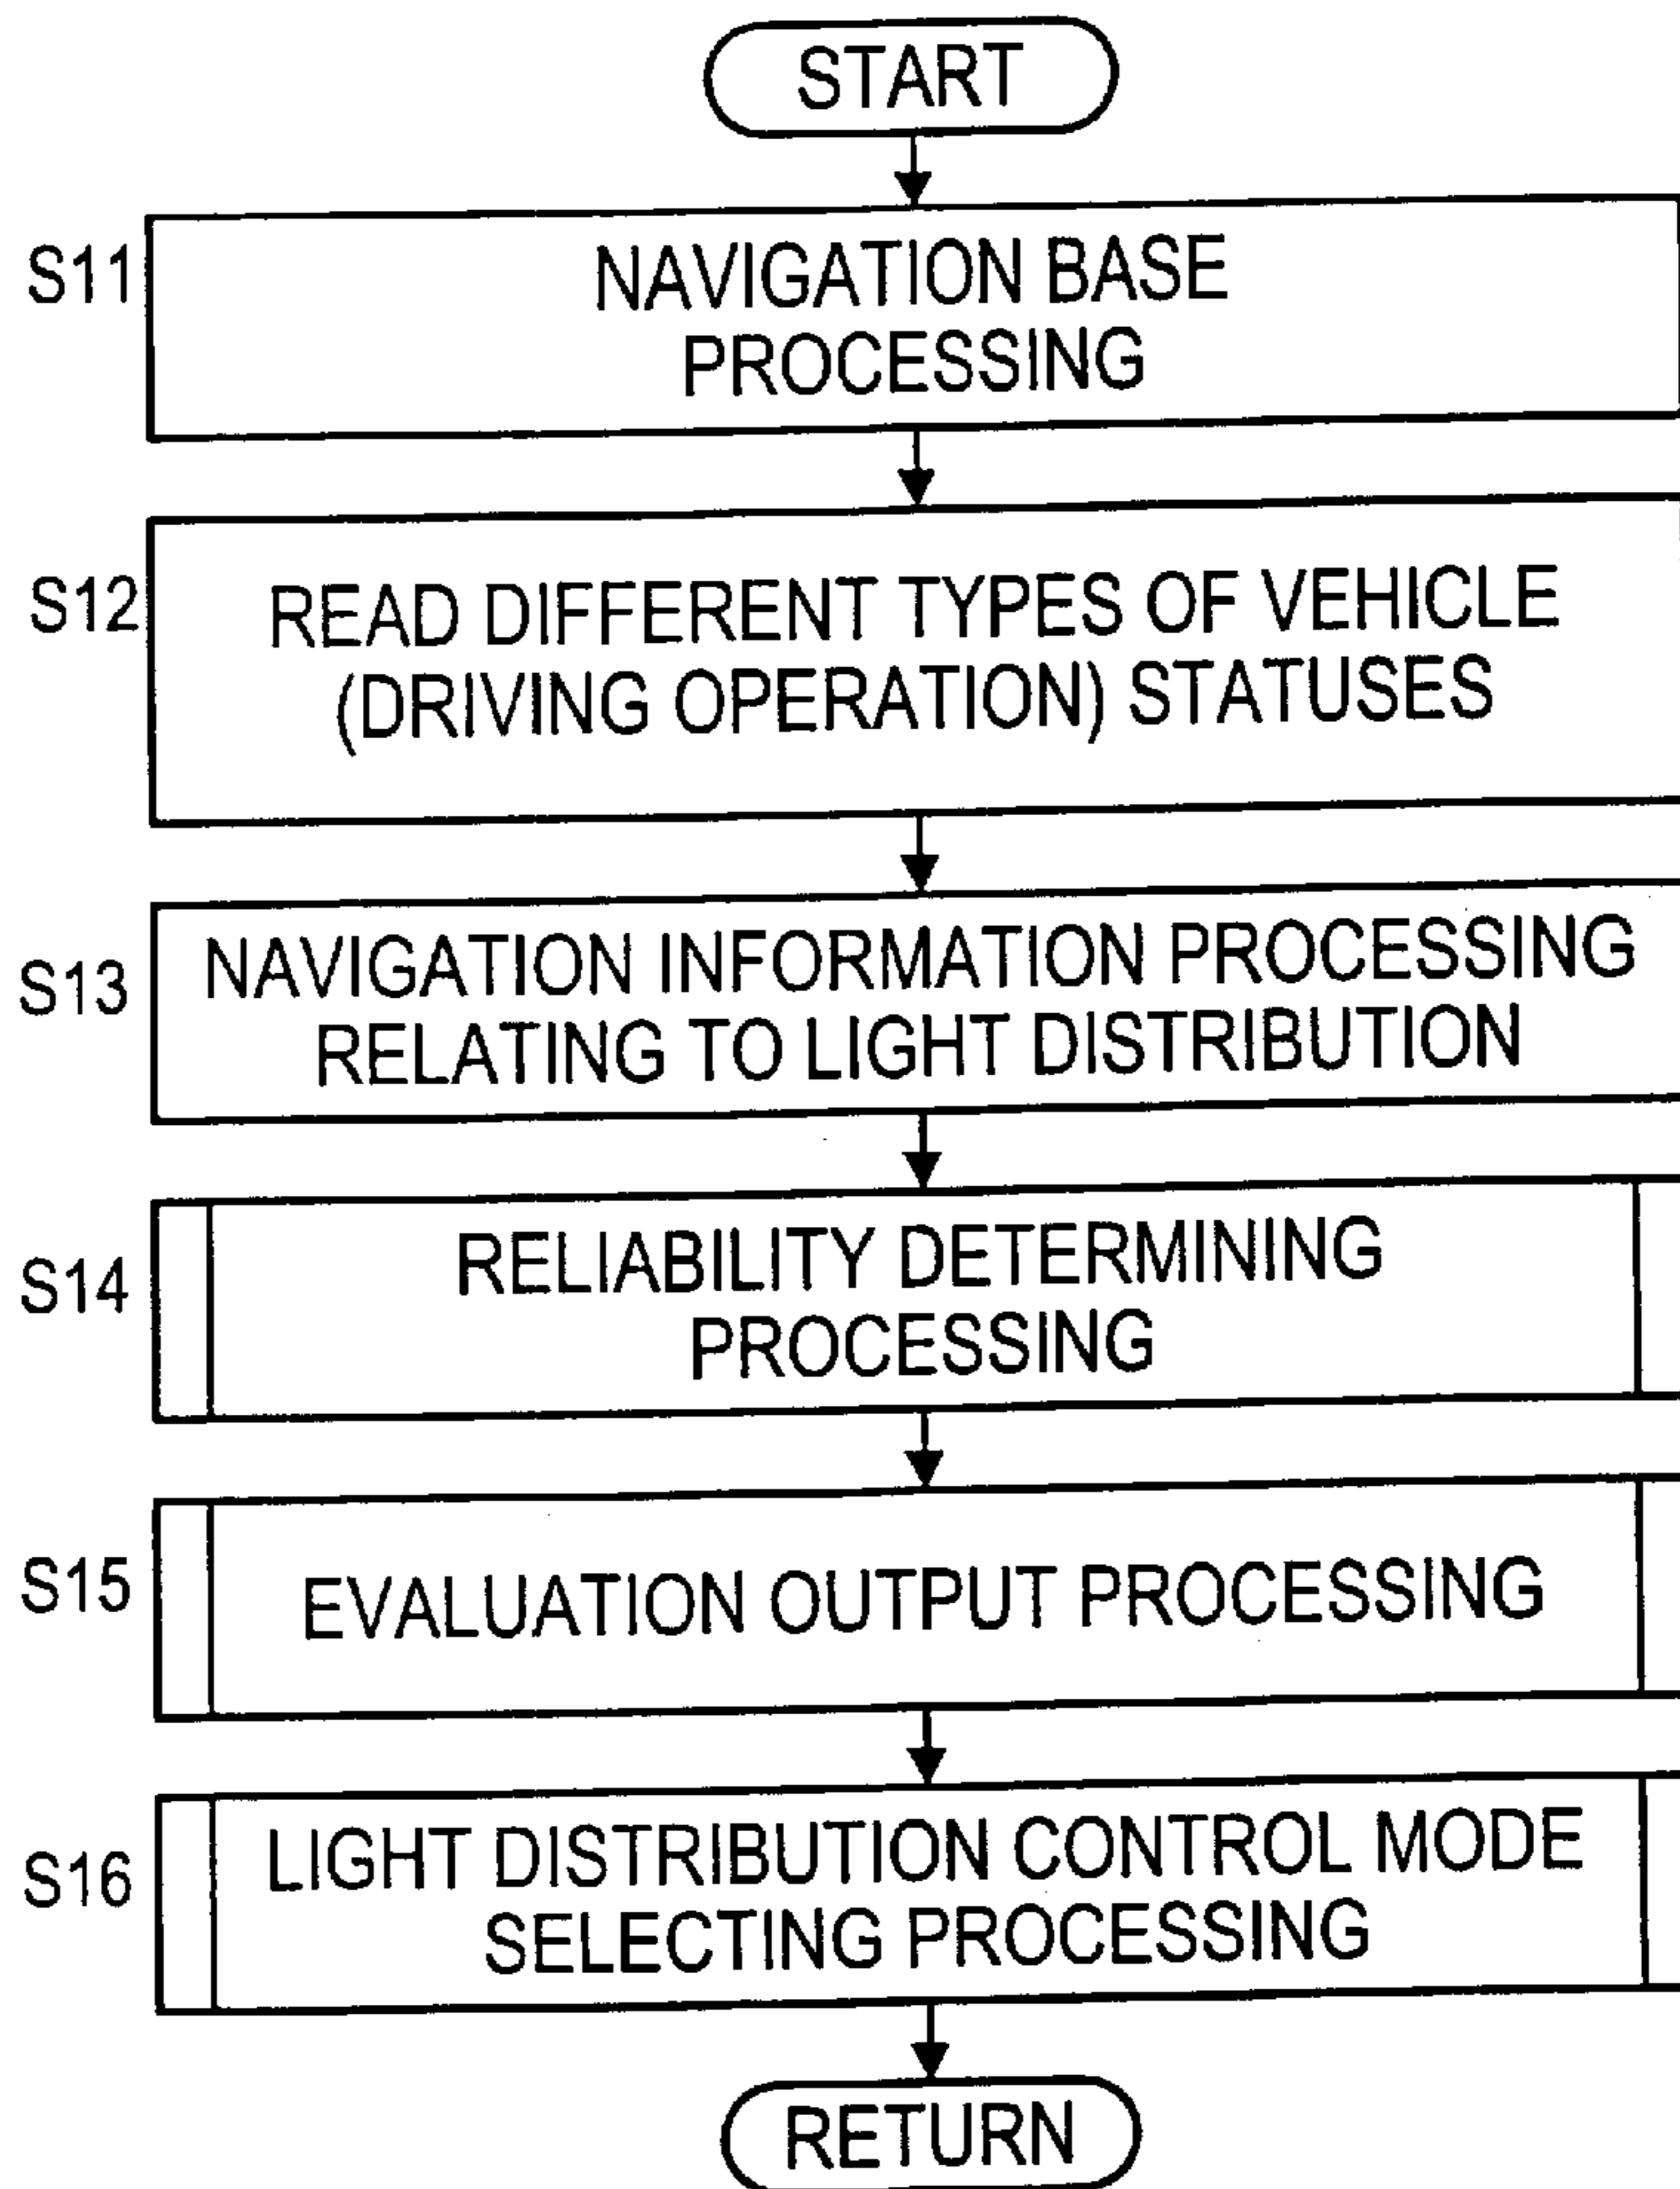 START
S11
NAVIGATION BASE
PROCESSING
S12
READ DIFFERENT TYPES OF VEHICLE
(DRIVING OPERATION) STATUSES
S13
NAVIGATION INFORMATION PROCESSING
RELATING TO LIGHT DISTRIBUTION
S14
RELIABILITY DETERMINING
PROCESSING
S15
EVALUATION OUTPUT PROCESSING
S16
LIGHT DISTRIBUTION CONTROL MODE
SELECTING PROCESSING
RETURN